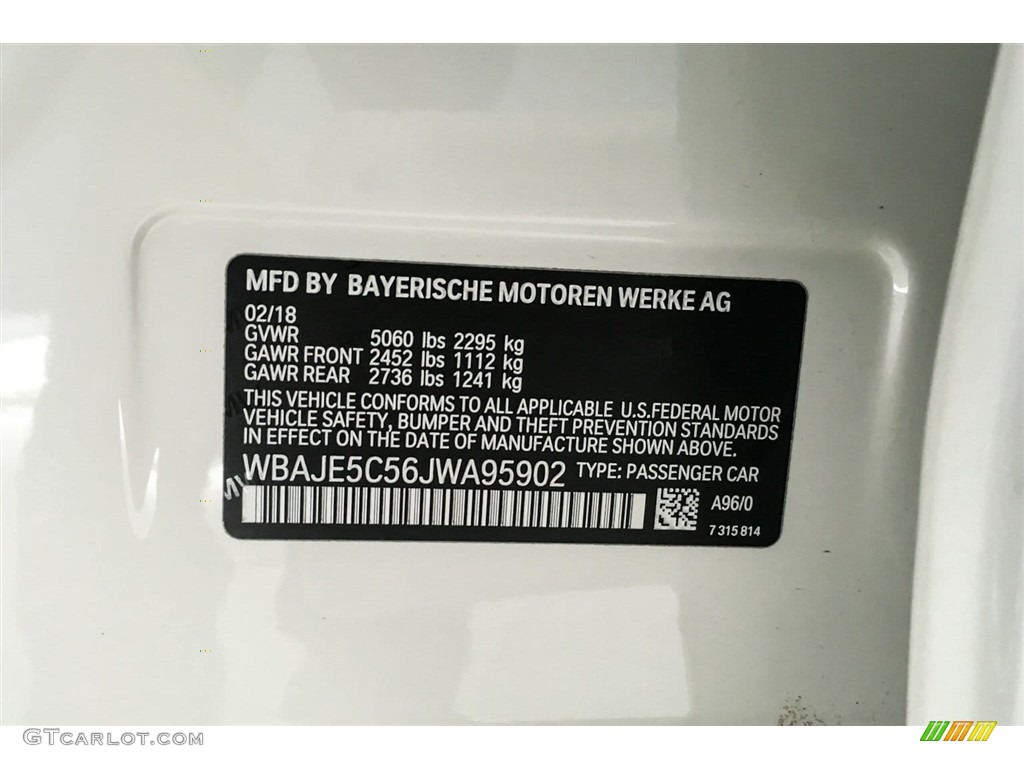 MFD BY BAYERISCHE MOTOREN WERKE AG
02/18
GVWR 5060 lbs 2295 kg
GAWR FRONT 2452 lbs 1112 kg
GAWR REAR 2736 lbs 1241 kg
THIS VEHICLE CONFORMS TO ALL APPLICABLE U.S.FEDERAL MOTOR
VEHICLE SAFETY, BUMPER AND THEFT PREVENTION STANDARDS
IN EFFECT ON THE DATE OF MANUFACTURE SHOWN ABOVE.
WBAJE5C56JWA95902 TYPE: PASSENGER CAR
A96/0
7 315 814
GTCarlot.com